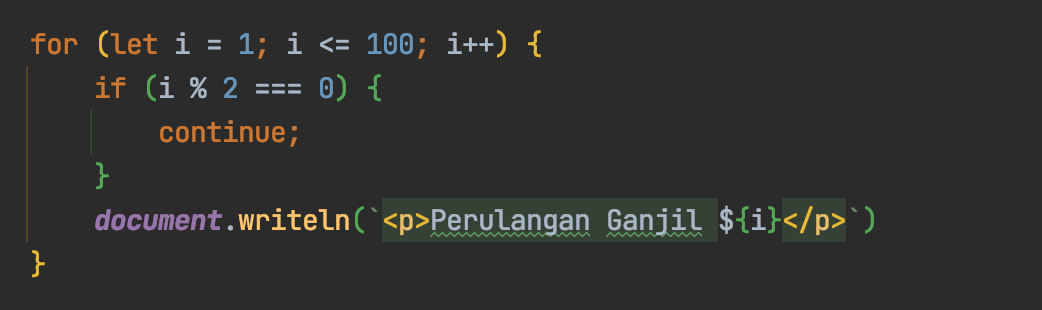 for (let i = 1; i <= 100; i++) {
    if (i % 2 === 0) {
        continue;
    }
    document.writeln(`<p>Perulangan Ganjil ${i}</p>`)
}